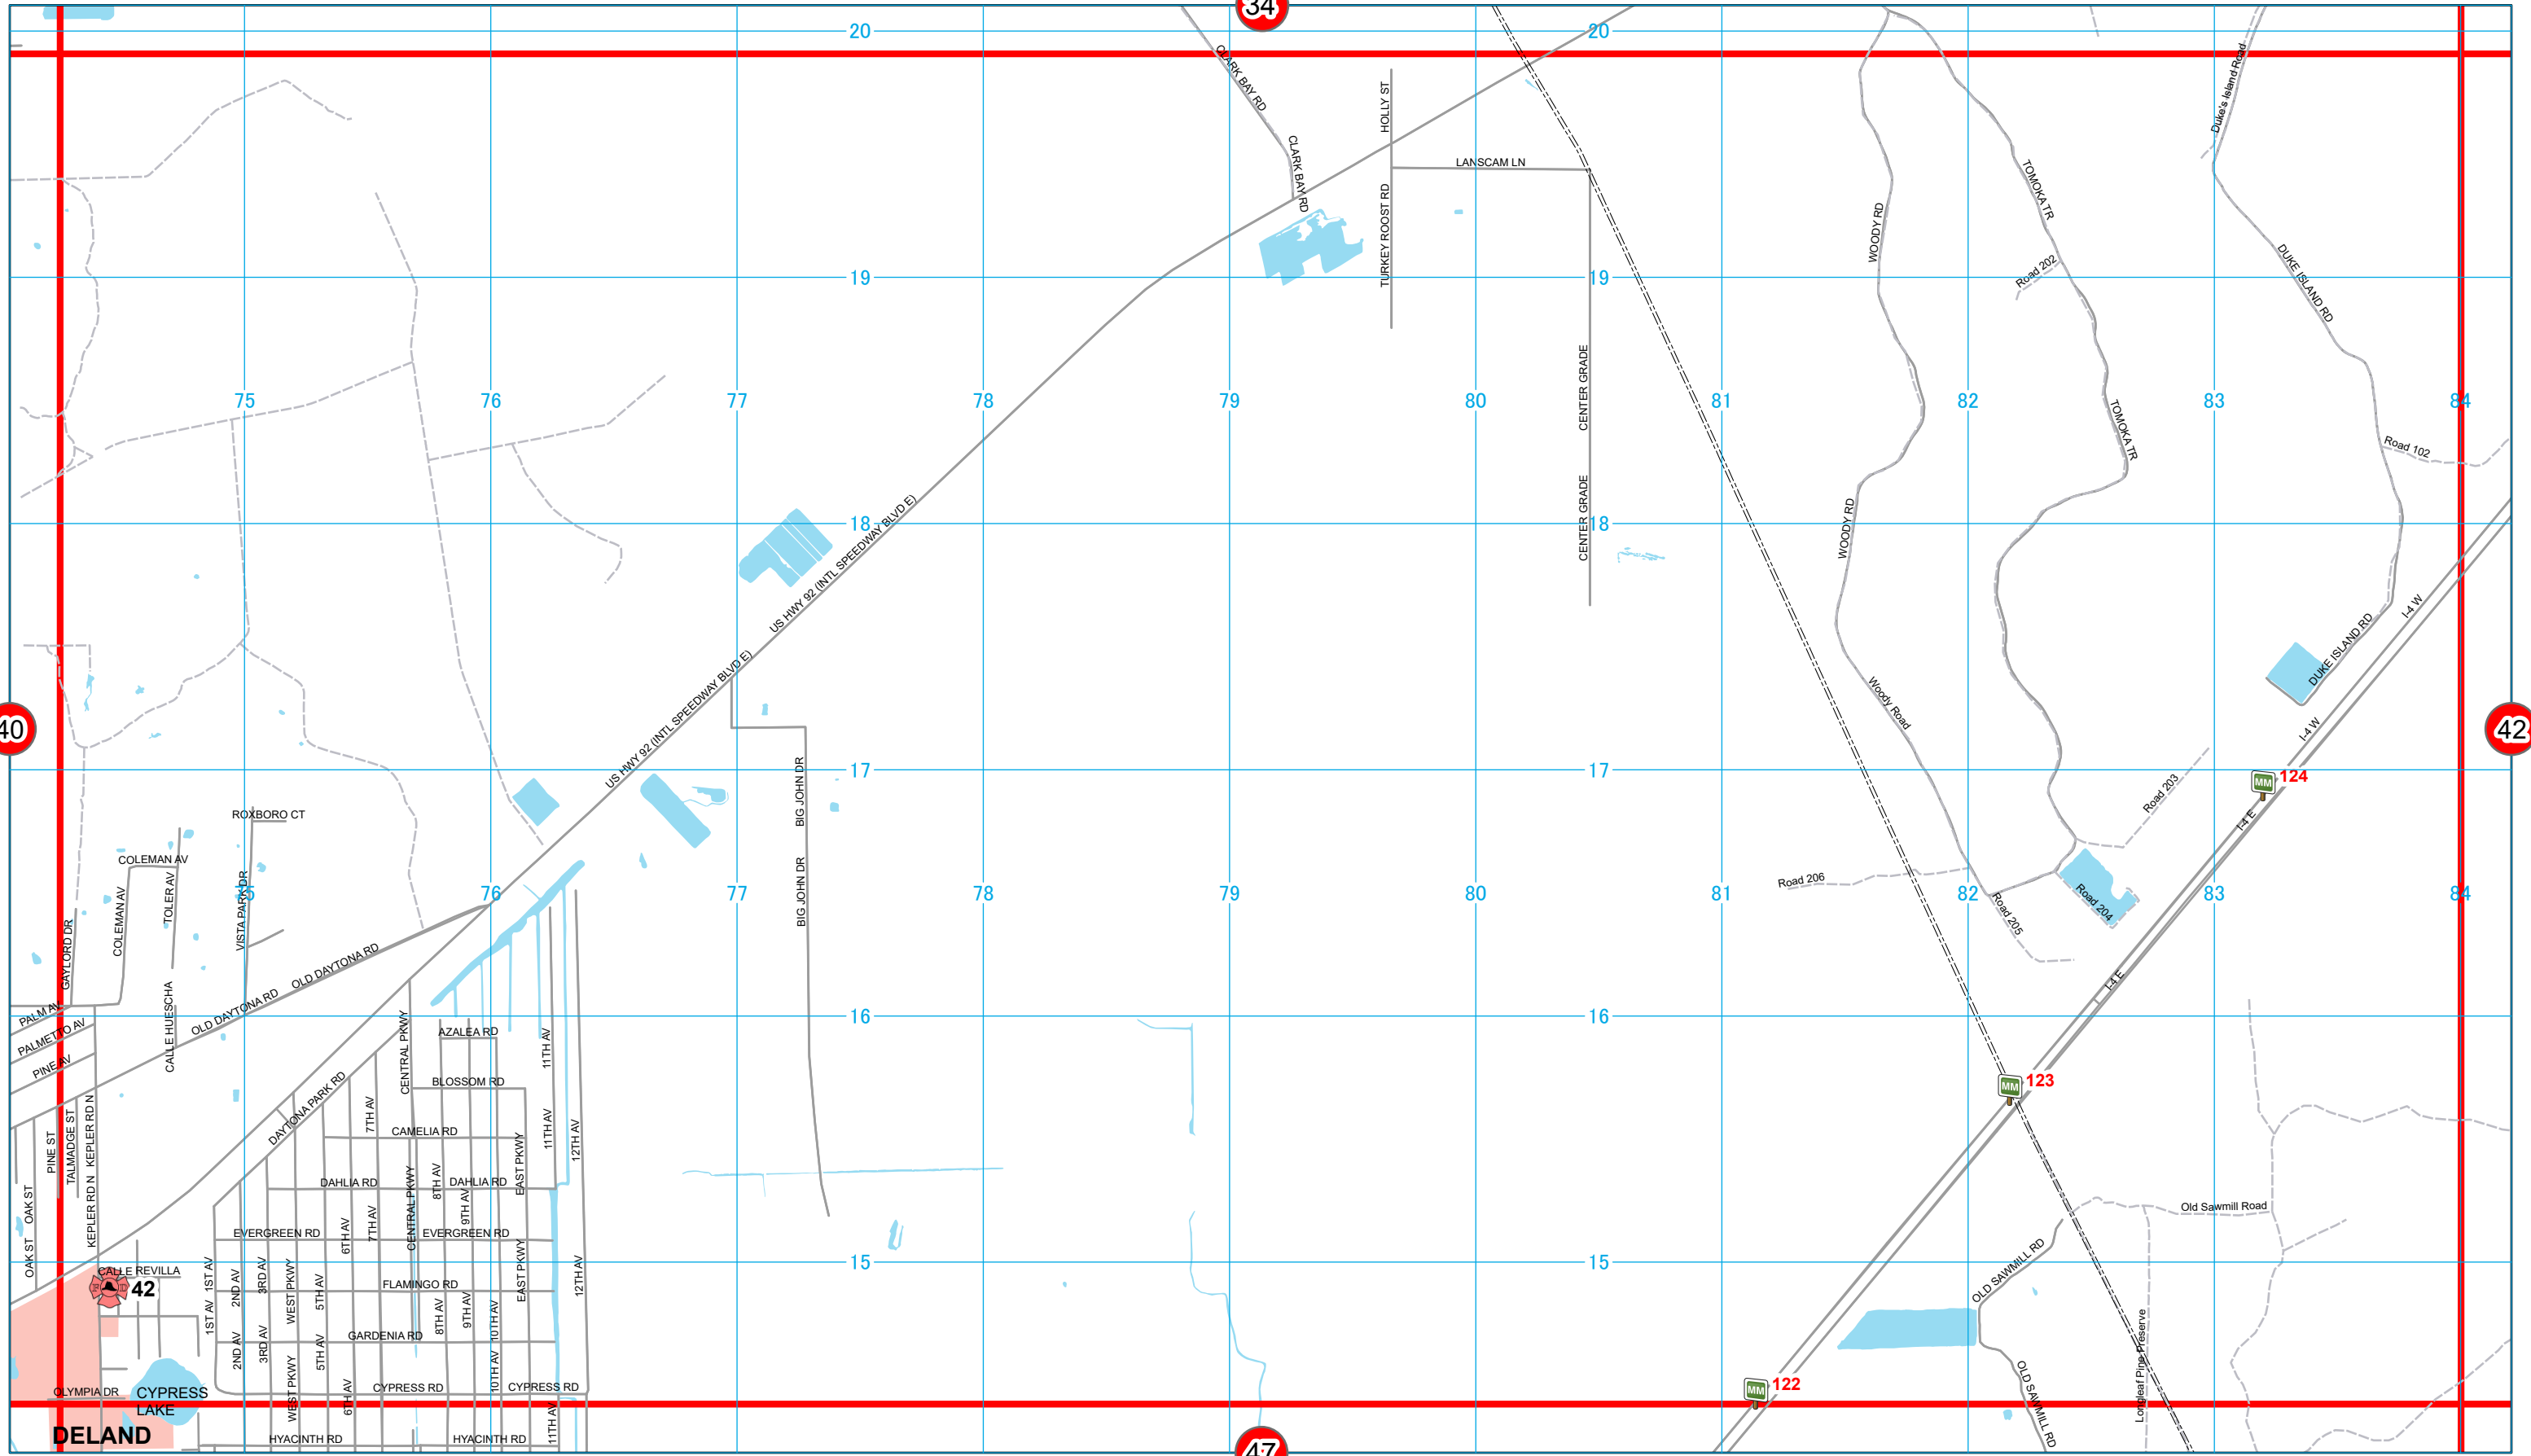 34
20
20
CLARK BAY RD
HOLLY ST
Duke's Island Road
CLARK BAY RD
LANSCAM LN
TOMOKA TR
TURKEY ROOST RD
WOODY RD
Road 202
DUKE ISLAND RD
19
19
CENTER GRADE
75
76
77
78
79
80
81
82
83
84
TOMOKA TR
Road 102
US HWY 92 (INTL SPEEDWAY BLVD E)
CENTER GRADE
WOODY RD
18
18
I-4 W
DUKE ISLAND RD
US HWY 92 (INTL SPEEDWAY BLVD E)
Woody Road
I-4 W
40
42
17
17
MM
124
BIG JOHN DR
Road 203
ROXBORO CT
I-4 E
COLEMAN AV
COLEMAN AV
TOLER AV
VISTA PARK DR
BIG JOHN DR
Road 206
75
76
77
78
79
80
81
82
83
84
Road 204
Road 205
GAYLORD DR
OLD DAYTONA RD
I-4 E
CALLE HUESCHA
OLD DAYTONA RD
PALM AV
PALMETTO AV
PINE AV
16
16
CENTRAL PKWY
AZALEA RD
11TH AV
BLOSSOM RD
MM
123
DAYTONA PARK RD
7TH AV
CAMELIA RD
11TH AV
12TH AV
PINE ST
TALMADGE ST
KEPLER RD N
KEPLER RD N
OAK ST
OAK ST
DAHLIA RD
DAHLIA RD
CENTRAL PKWY
8TH AV
9TH AV
EAST PKWY
EVERGREEN RD
EVERGREEN RD
6TH AV
7TH AV
Old Sawmill Road
15
15
OLD SAWMILL RD
CALLE REVILLA
42
1ST AV
1ST AV
2ND AV
3RD AV
WEST PKWY
5TH AV
FLAMINGO RD
EAST PKWY
12TH AV
8TH AV
9TH AV
10TH AV
GARDENIA RD
2ND AV
3RD AV
5TH AV
WEST PKWY
6TH AV
10TH AV
CYPRESS RD
CYPRESS RD
11TH AV
OLYMPIA DR
CYPRESS
LAKE
MM
122
Longleaf Pine Preserve
OLD SAWMILL RD
DELAND
HYACINTH RD
HYACINTH RD
47